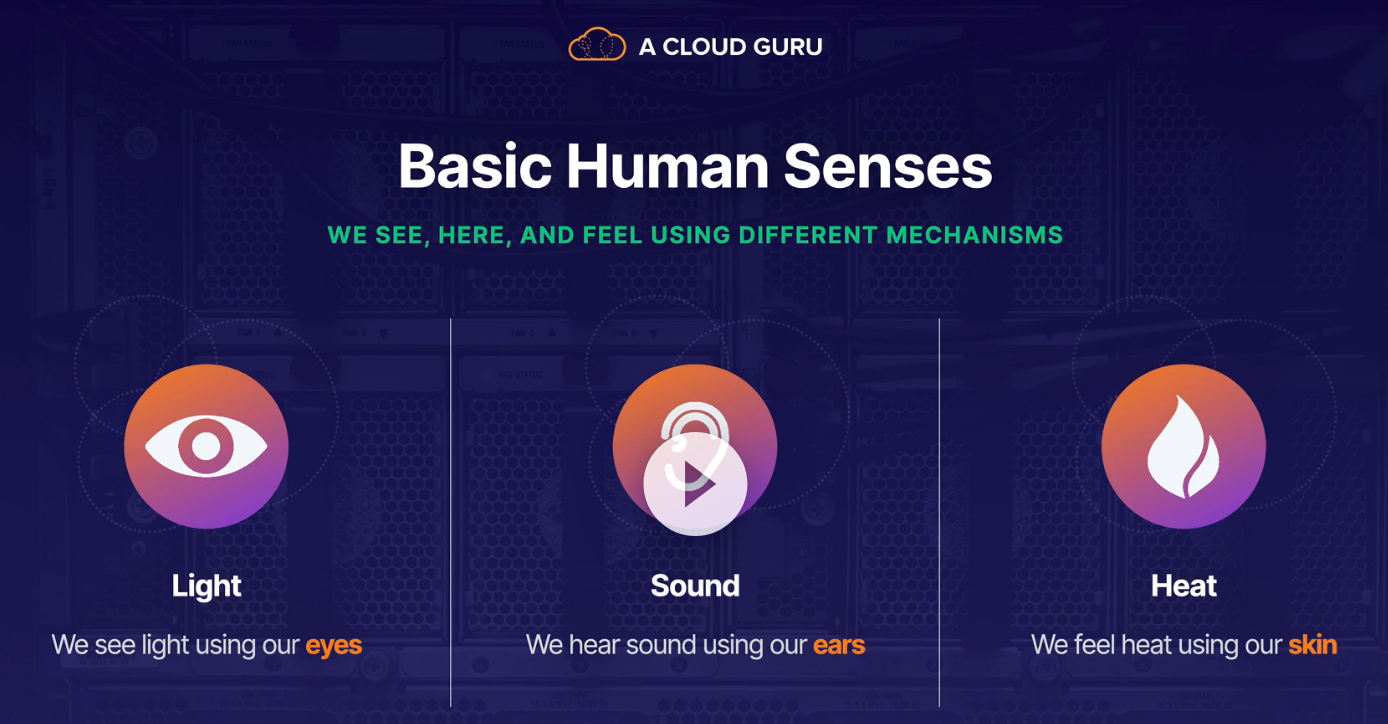 A CLOUD GURU
Basic Human Senses
WE SEE, HERE, AND FEEL USING DIFFERENT MECHANISMS
Light
Sound
Heat
We see light using our eyes
We hear sound using our ears
We feel heat using our skin